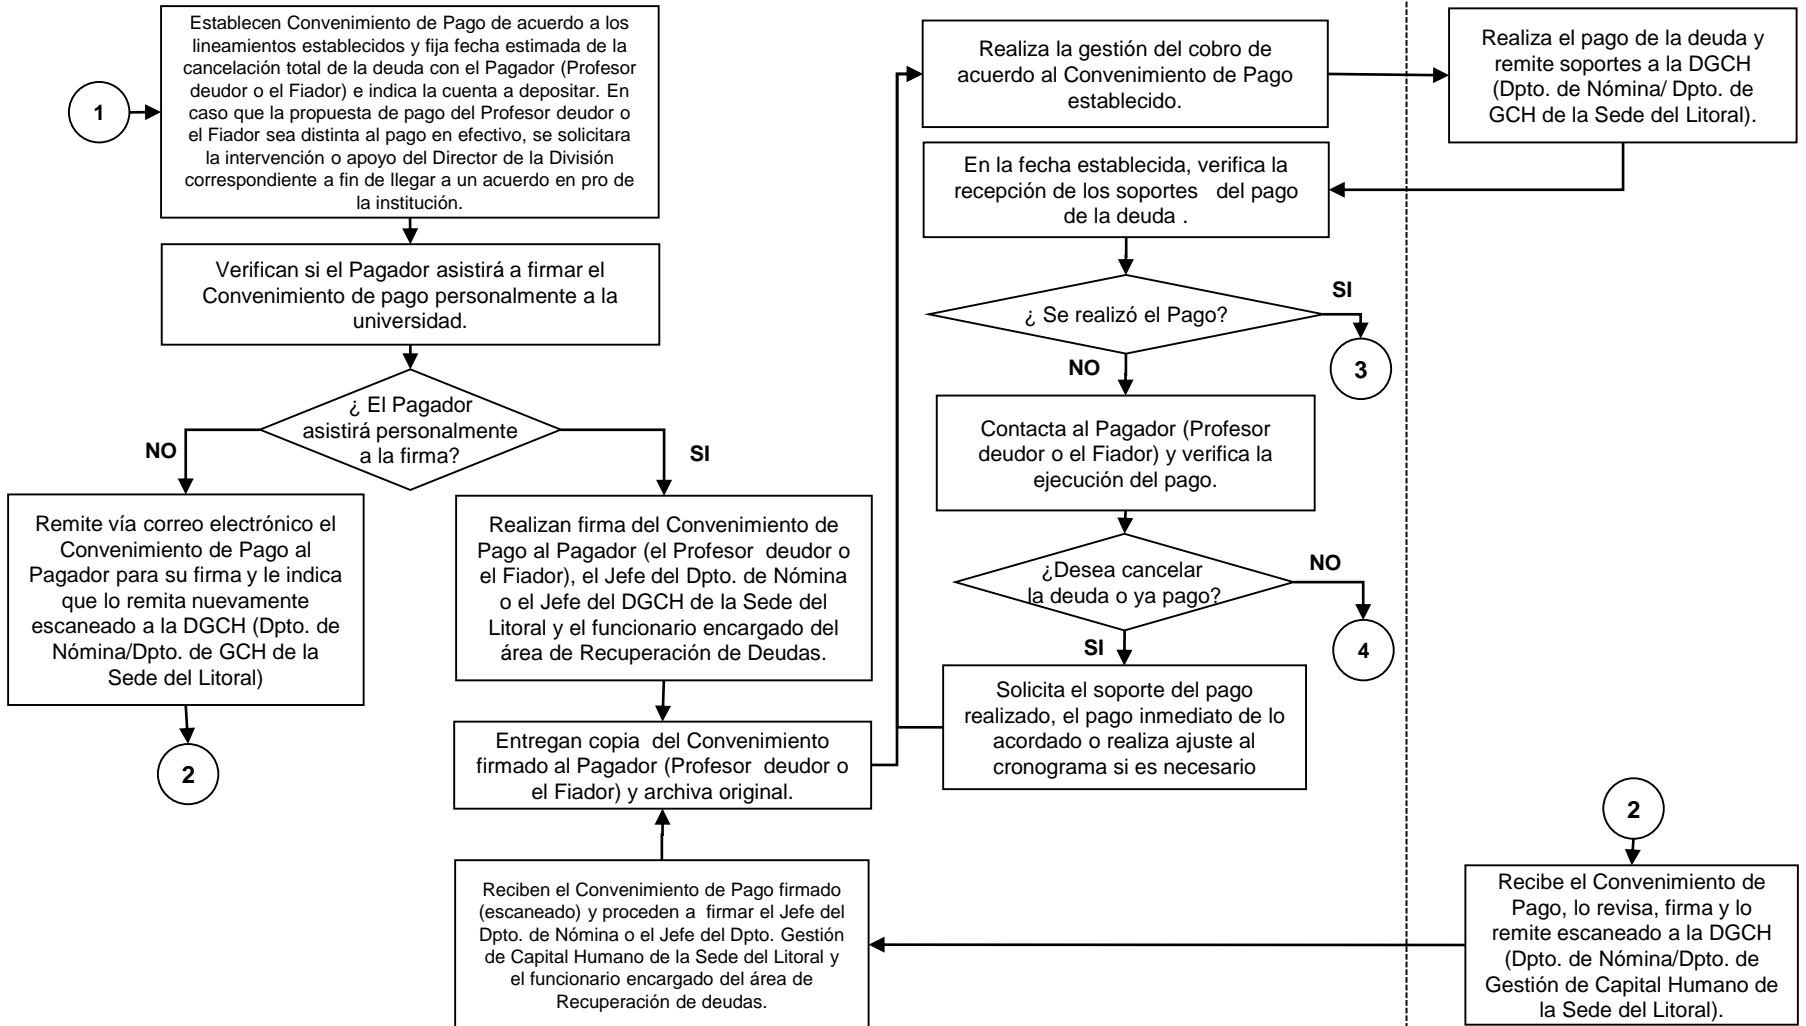 1
Establecen Convenimiento de Pago de acuerdo a los
lineamientos establecidos y fija fecha estimada de la
cancelación total de la deuda con el Pagador (Profesor
deudor o el Fiador) e indica la cuenta a depositar. En
caso que la propuesta de pago del Profesor deudor o
el Fiador sea distinta al pago en efectivo, se solicitara
la intervención o apoyo del Director de la División
correspondiente a fin de llegar a un acuerdo en pro de
la institución.
Verifican si el Pagador asistirá a firmar el
Convenimiento de pago personalmente a la
universidad.
¿ El Pagador
asistirá personalmente
a la firma?
NO
SI
Remite vía correo electrónico el
Convenimiento de Pago al
Pagador para su firma y le indica
que lo remita nuevamente
escaneado a la DGCH (Dpto. de
Nómina/Dpto. de GCH de la
Sede del Litoral)
2
Realizan firma del Convenimiento de
Pago al Pagador (el Profesor deudor o
el Fiador), el Jefe del Dpto. de Nómina
o el Jefe del DGCH de la Sede del
Litoral y el funcionario encargado del
área de Recuperación de Deudas.
Entregan copia del Convenimiento
firmado al Pagador (Profesor deudor o
el Fiador) y archiva original.
Reciben el Convenimiento de Pago firmado
(escaneado) y proceden a firmar el Jefe del
Dpto. de Nómina o el Jefe del Dpto. Gestión
de Capital Humano de la Sede del Litoral y
el funcionario encargado del área de
Recuperación de deudas.
Realiza la gestión del cobro de
acuerdo al Convenimiento de Pago
establecido.
En la fecha establecida, verifica la
recepción de los soportes del pago
de la deuda .
¿ Se realizó el Pago?
SI
3
NO
Contacta al Pagador (Profesor
deudor o el Fiador) y verifica la
ejecución del pago.
¿Desea cancelar
la deuda o ya pago?
NO
4
SI
Solicita el soporte del pago
realizado, el pago inmediato de lo
acordado o realiza ajuste al
cronograma si es necesario
Realiza el pago de la deuda y
remite soportes a la DGCH
(Dpto. de Nómina/ Dpto. de
GCH de la Sede del Litoral).
2
Recibe el Convenimiento de
Pago, lo revisa, firma y lo
remite escaneado a la DGCH
(Dpto. de Nómina/Dpto. de
Gestión de Capital Humano de
la Sede del Litoral).